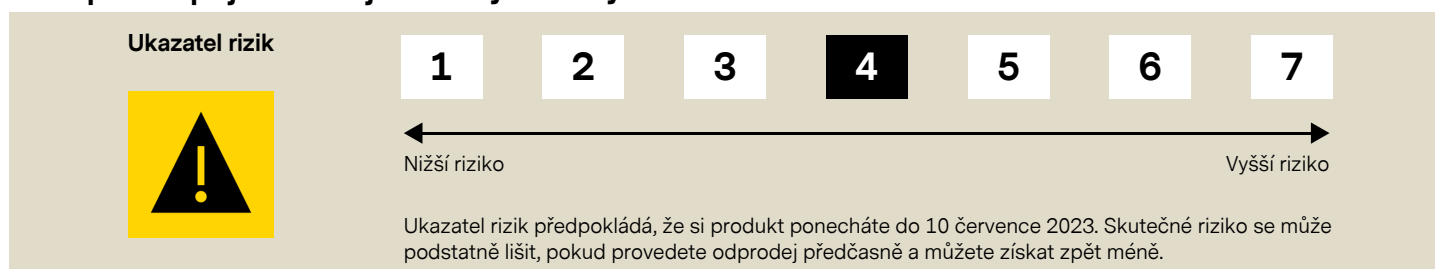 Ukazatel rizik
1 2 3 4 5 6 7
Nižší riziko Vyšší riziko
Ukazatel rizik předpokládá, že si produkt ponecháte do 10 července 2023. Skutečné riziko se může
podstatně lišit, pokud provedete odprodej předčasně a můžete získat zpět méně.